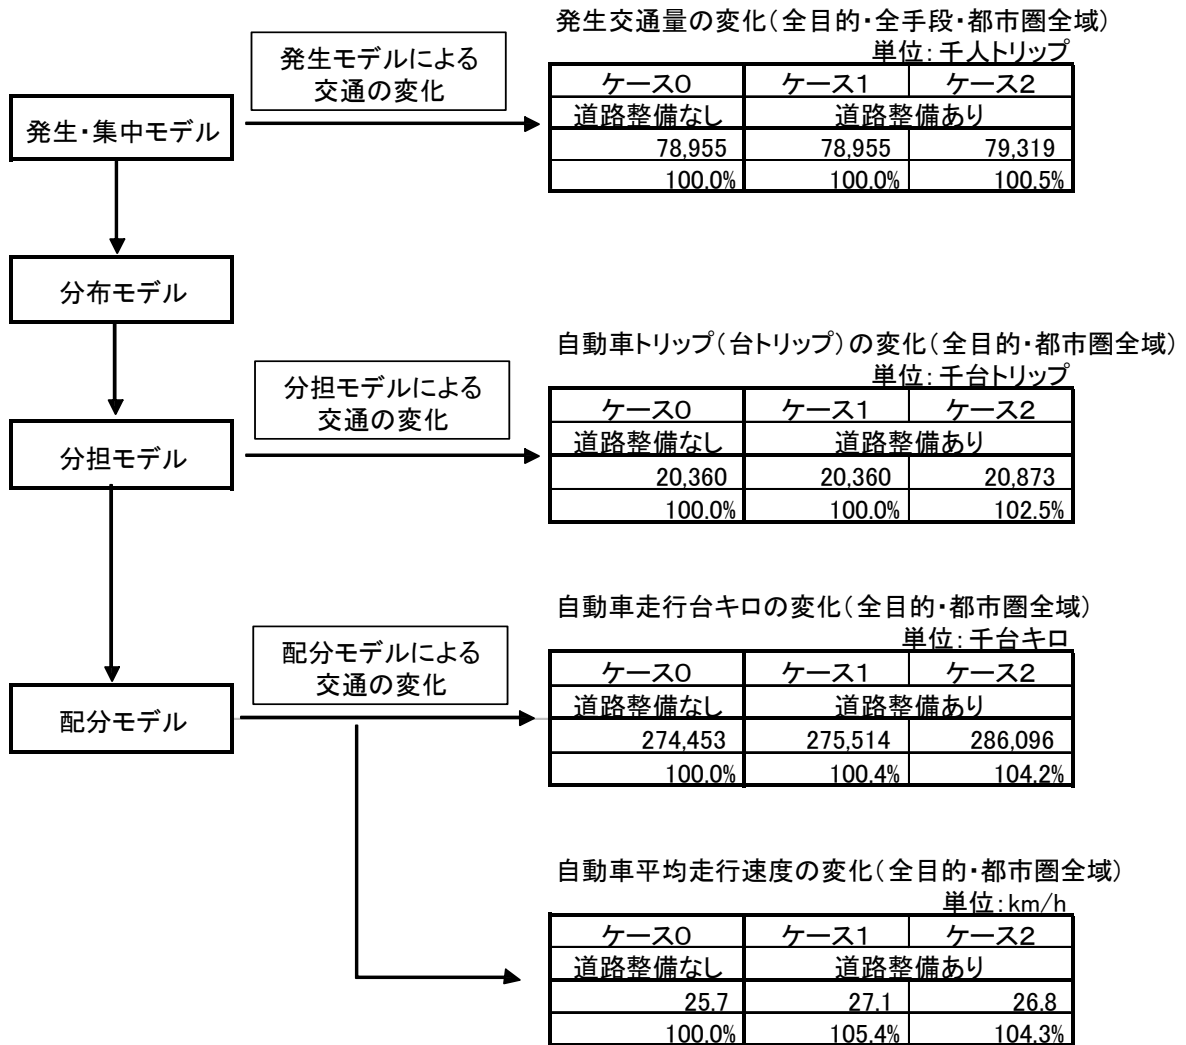 発生交通量の変化(全目的・全手段・都市圏全域)
単位:千人トリップ
発生モデルによる
交通の変化
発生・集中モデル
ケース0 ケース1 ケース2
道路整備なし 道路整備あり
78,955 78,955 79,319
100.0% 100.0% 100.5%
分布モデル
自動車トリップ(台トリップ)の変化(全目的・都市圏全域)
単位:千台トリップ
分担モデルによる
交通の変化
分担モデル
ケース0 ケース1 ケース2
道路整備なし 道路整備あり
20,360 20,360 20,873
100.0% 100.0% 102.5%
自動車走行台キロの変化(全目的・都市圏全域)
単位:千台キロ
配分モデルによる
交通の変化
配分モデル
ケース0 ケース1 ケース2
道路整備なし 道路整備あり
274,453 275,514 286,096
100.0% 100.4% 104.2%
自動車平均走行速度の変化(全目的・都市圏全域)
単位:km/h
ケース0 ケース1 ケース2
道路整備なし 道路整備あり
25.7 27.1 26.8
100.0% 105.4% 104.3%